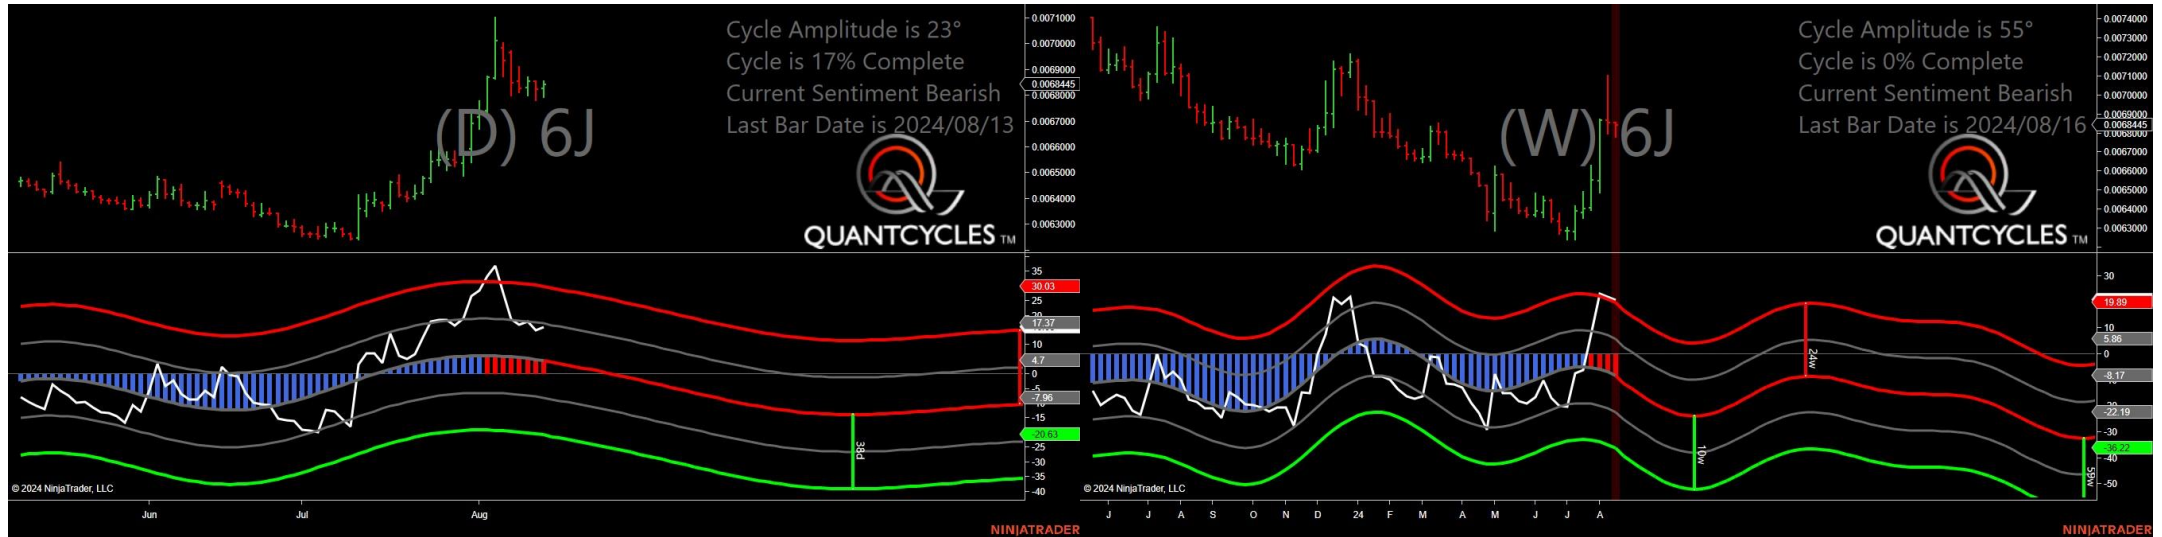 Cycle Amplitude is 23°
Cycle is 17% Complete
Current Sentiment Bearish
Last Bar Date is 2024/08/13
(D) 6J
QUANTCYCLES TM
0.0071000
0.0070000
0.0069000
0.0068445
0.0068000
0.0067000
0.0066000
0.0065000
0.0064000
0.0063000
35
30.03
25
20
17.37
10
4.7
0
-5
-7.96
-15
-20.63
-25
-30
-35
-40
38d
© 2024 NinjaTrader, LLC
Jun Jul Aug
NINJATRADER
Cycle Amplitude is 55°
Cycle is 0% Complete
Current Sentiment Bearish
Last Bar Date is 2024/08/16
(W) 6J
QUANTCYCLES TM
0.0074000
0.0073000
0.0072000
0.0071000
0.0070000
0.0069000
0.0068445
0.0068000
0.0067000
0.0066000
0.0065000
0.0064000
0.0063000
30
19.89
10
5.86
0
-8.17
-22.19
-30
-36.22
-40
-50
24w
10w
59w
© 2024 NinjaTrader, LLC
J J A S O N D 24 F M A M J J A
NINJATRADER